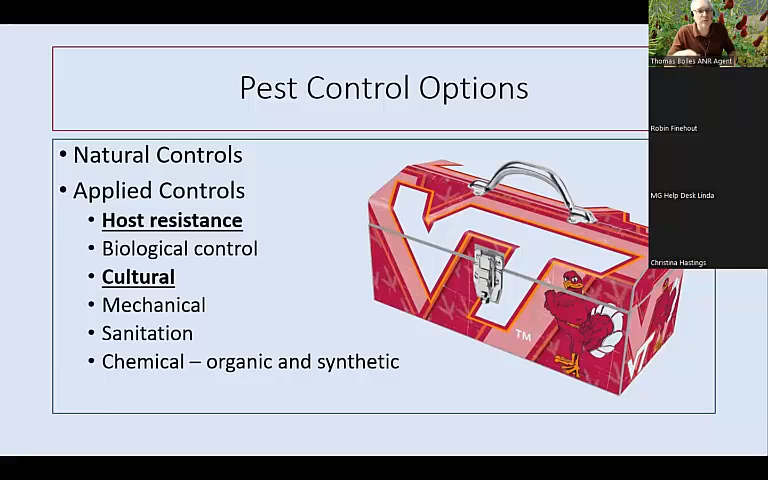 Pest Control Options
• Natural Controls
• Applied Controls
• Host resistance
• Biological control
• Cultural
• Mechanical
• Sanitation
• Chemical – organic and synthetic
VT
TM
VT
Thomas Bolles ANR Agent
Robin Finehout
MG Help Desk Linda
Christina Hastings